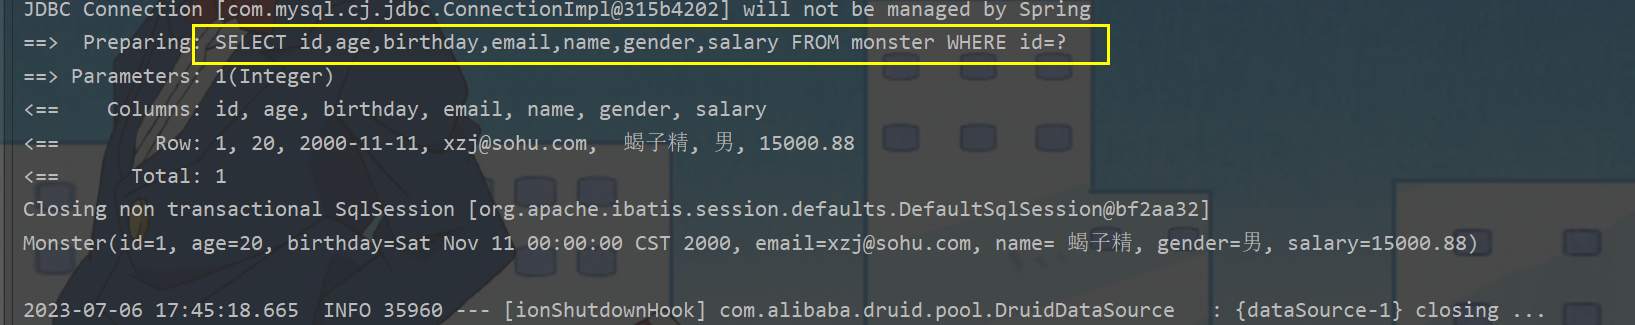 JDBC Connection [com.mysql.cj.jdbc.ConnectionImpl@315b4202] will not be managed by Spring
==>  Preparing: SELECT id,age,birthday,email,name,gender,salary FROM monster WHERE id=?
==> Parameters: 1(Integer)
<==    Columns: id, age, birthday, email, name, gender, salary
<==        Row: 1, 20, 2000-11-11, xzj@sohu.com,  蝎子精, 男, 15000.88
<==      Total: 1
Closing non transactional SqlSession [org.apache.ibatis.session.defaults.DefaultSqlSession@bf2aa32]
Monster(id=1, age=20, birthday=Sat Nov 11 00:00:00 CST 2000, email=xzj@sohu.com, name= 蝎子精, gender=男, salary=15000.88)
2023-07-06 17:45:18.665  INFO 35960 --- [ionShutdownHook] com.alibaba.druid.pool.DruidDataSource   : {dataSource-1} closing ...